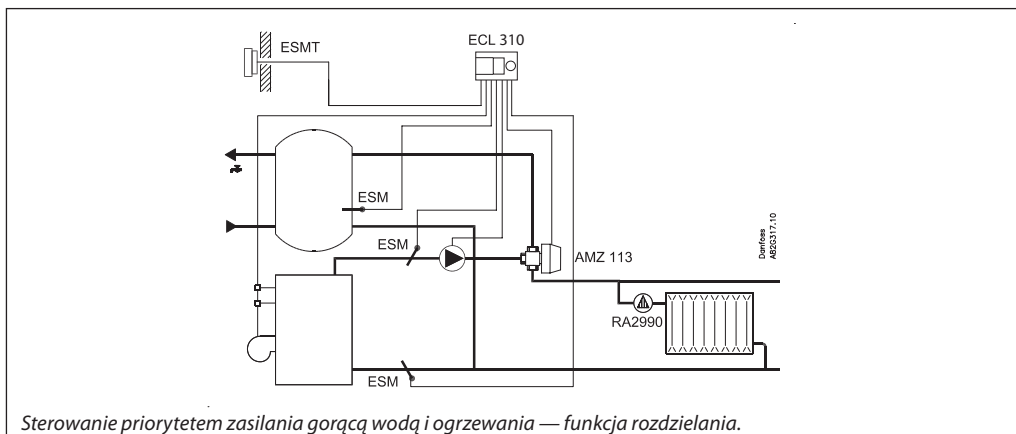 ESMT
ECL 310
ESM
ESM
AMZ 113
Danfoss
AB2G317.10
RA2990
ESM
Sterowanie priorytetem zasilania gorącą wodą i ogrzewania — funkcja rozdzielania.